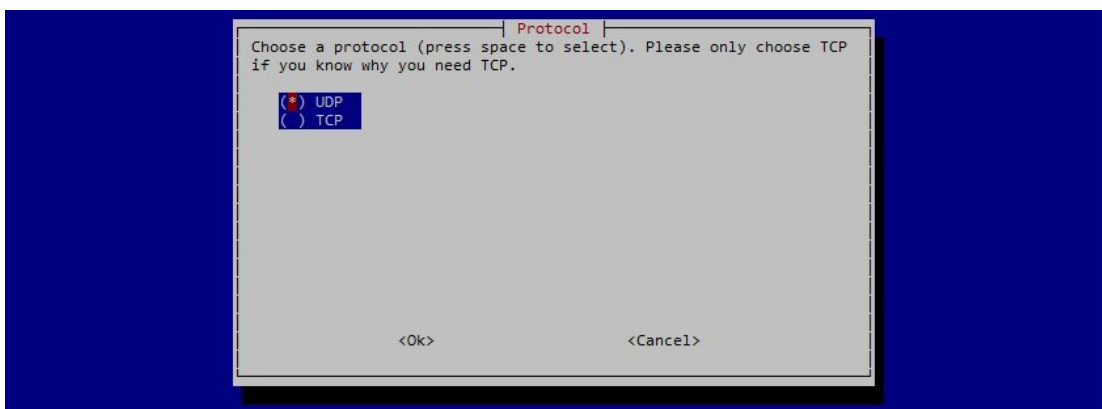 Protocol
Choose a protocol (press space to select). Please only choose TCP
if you know why you need TCP.
(*) UDP
( ) TCP
<Ok> <Cancel>